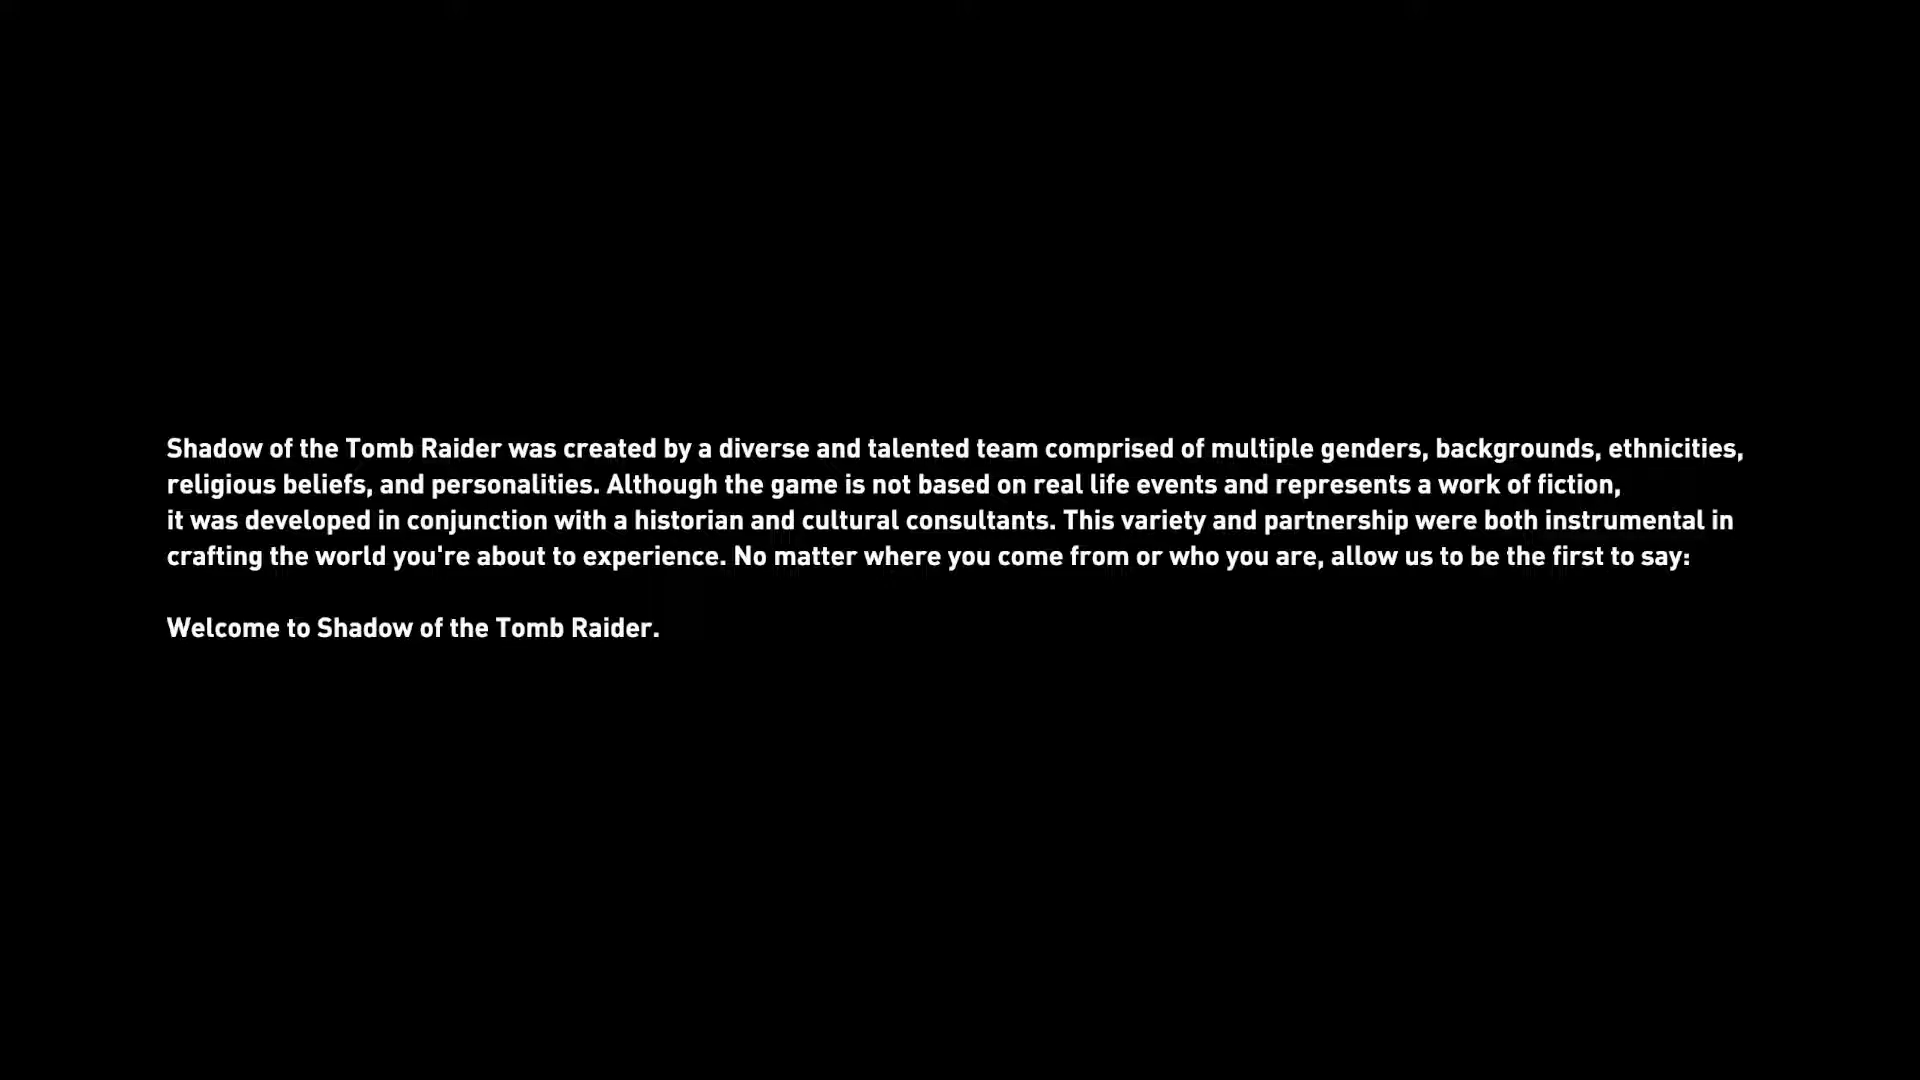 Shadow of the Tomb Raider was created by a diverse and talented team comprised of multiple genders, backgrounds, ethnicities,
religious beliefs, and personalities. Although the game is not based on real life events and represents a work of fiction,
it was developed in conjunction with a historian and cultural consultants. This variety and partnership were both instrumental in
crafting the world you're about to experience. No matter where you come from or who you are, allow us to be the first to say:
Welcome to Shadow of the Tomb Raider.